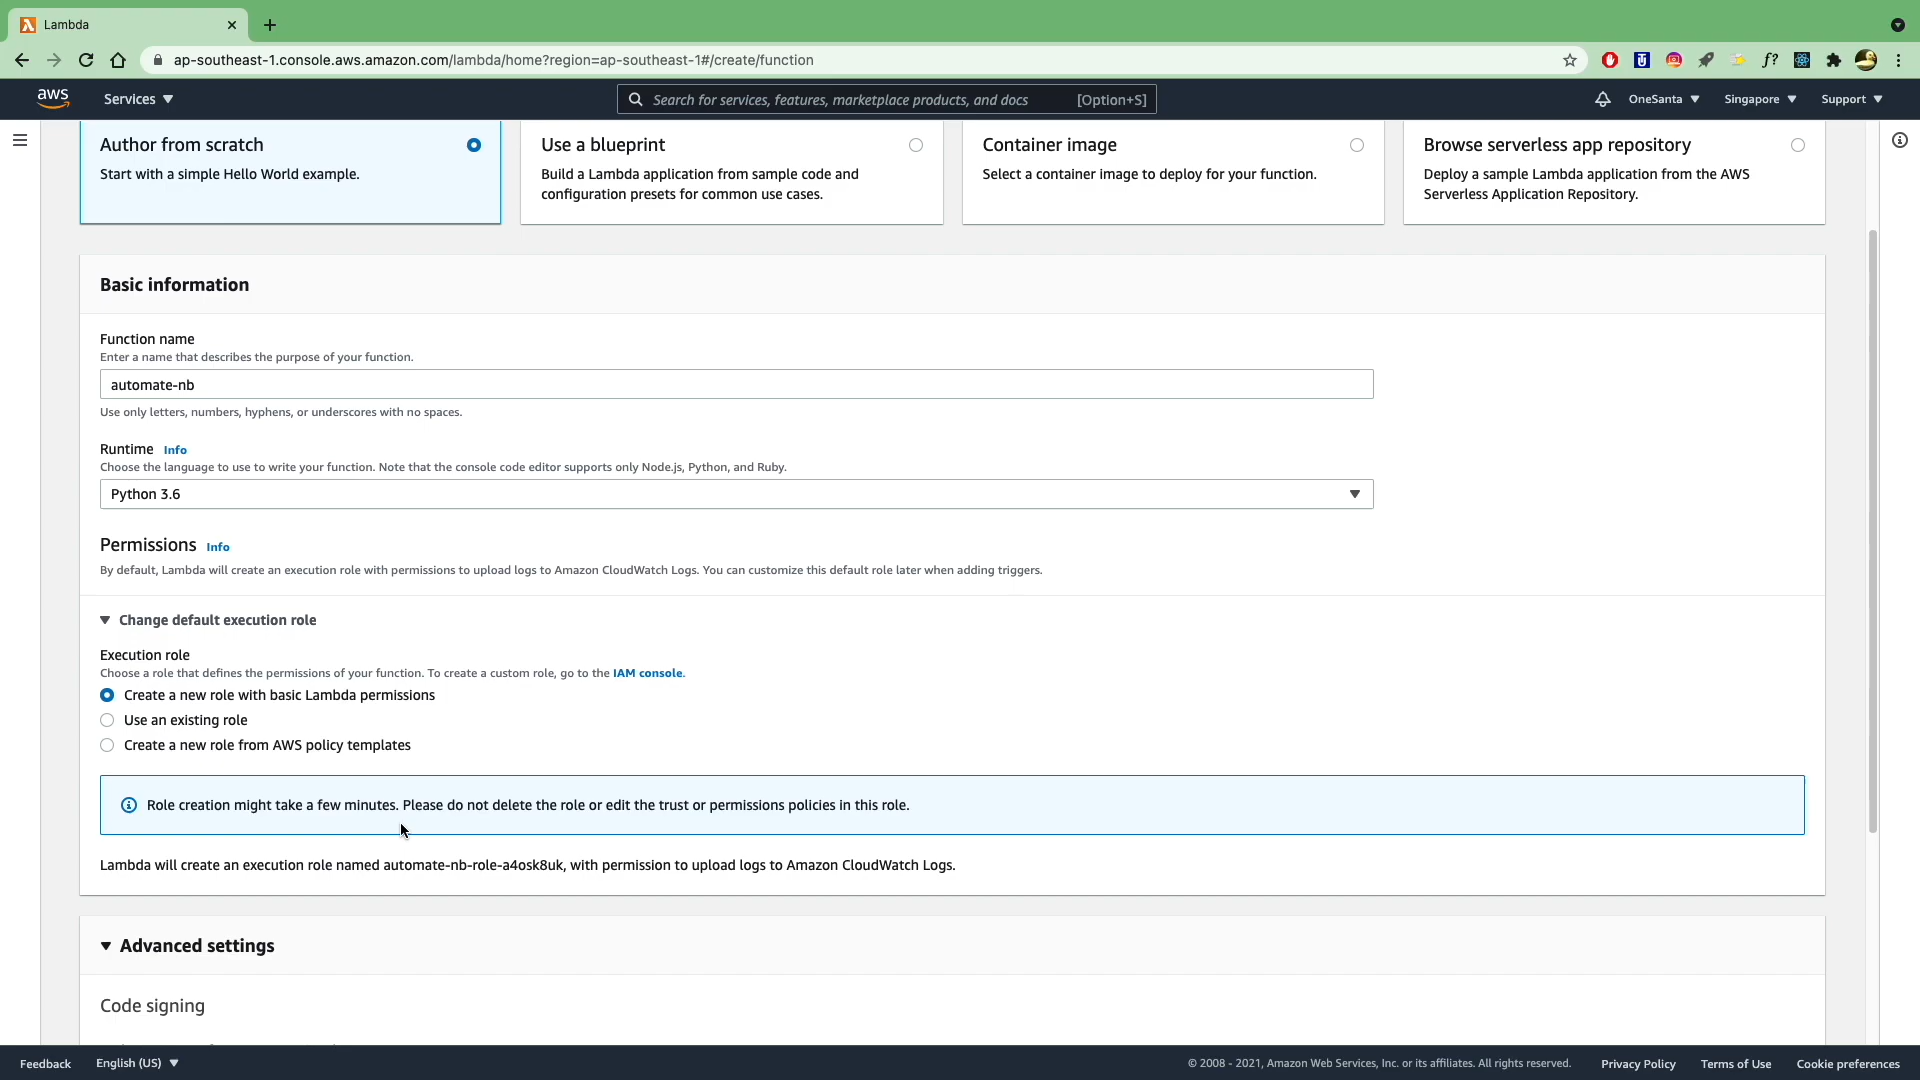 Lambda
ap-southeast-1.console.aws.amazon.com/lambda/home?region=ap-southeast-1#/create/function
aws
Services
Search for services, features, marketplace products, and docs
[Option+S]
OneSanta
Singapore
Support
Author from scratch
Start with a simple Hello World example.
Use a blueprint
Build a Lambda application from sample code and
configuration presets for common use cases.
Container image
Select a container image to deploy for your function.
Browse serverless app repository
Deploy a sample Lambda application from the AWS
Serverless Application Repository.
Basic information
Function name
Enter a name that describes the purpose of your function.
automate-nb
Use only letters, numbers, hyphens, or underscores with no spaces.
Runtime Info
Choose the language to use to write your function. Note that the console code editor supports only Node.js, Python, and Ruby.
Python 3.6
Permissions Info
By default, Lambda will create an execution role with permissions to upload logs to Amazon CloudWatch Logs. You can customize this default role later when adding triggers.
Change default execution role
Execution role
Choose a role that defines the permissions of your function. To create a custom role, go to the IAM console.
Create a new role with basic Lambda permissions
Use an existing role
Create a new role from AWS policy templates
Role creation might take a few minutes. Please do not delete the role or edit the trust or permissions policies in this role.
Lambda will create an execution role named automate-nb-role-a4osk8uk, with permission to upload logs to Amazon CloudWatch Logs.
Advanced settings
Code signing
Feedback
English (US)
© 2008 - 2021, Amazon Web Services, Inc. or its affiliates. All rights reserved.
Privacy Policy
Terms of Use
Cookie preferences